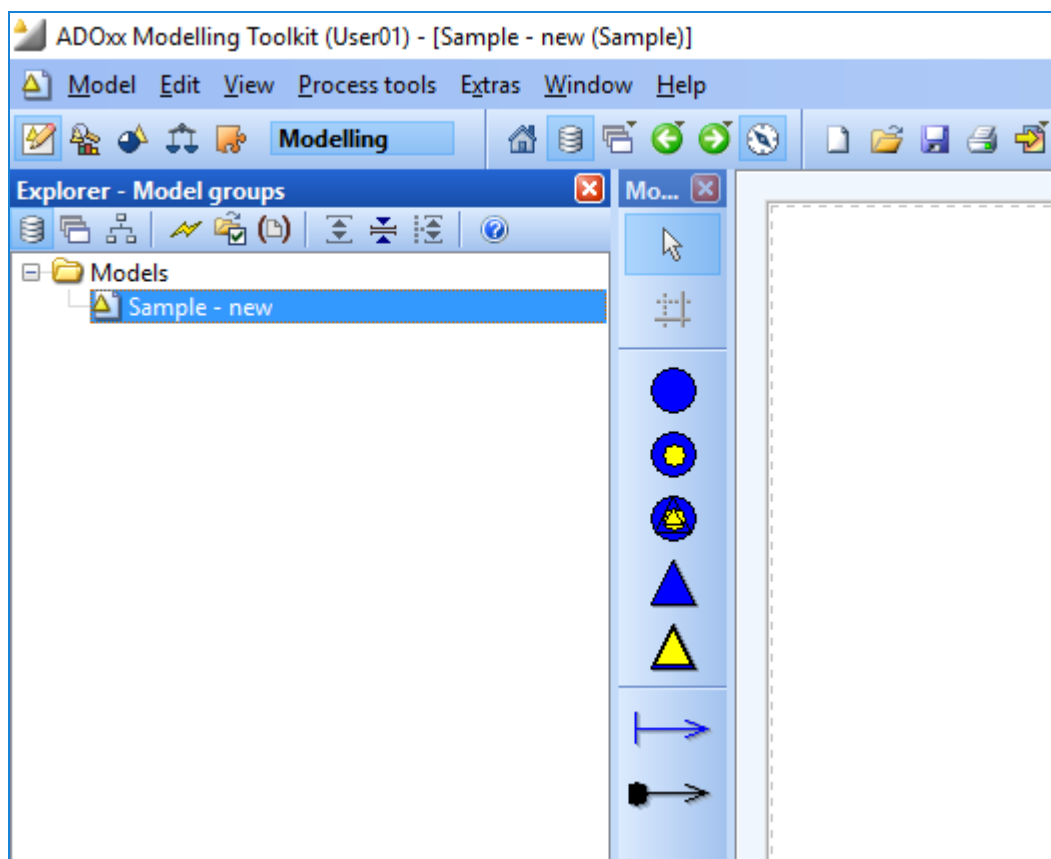 ADOxx Modelling Toolkit (User01) - [Sample - new (Sample)]
Model Edit View Process tools Extras Window Help
Modelling
Explorer - Model groups
Mo...
Models
Sample - new